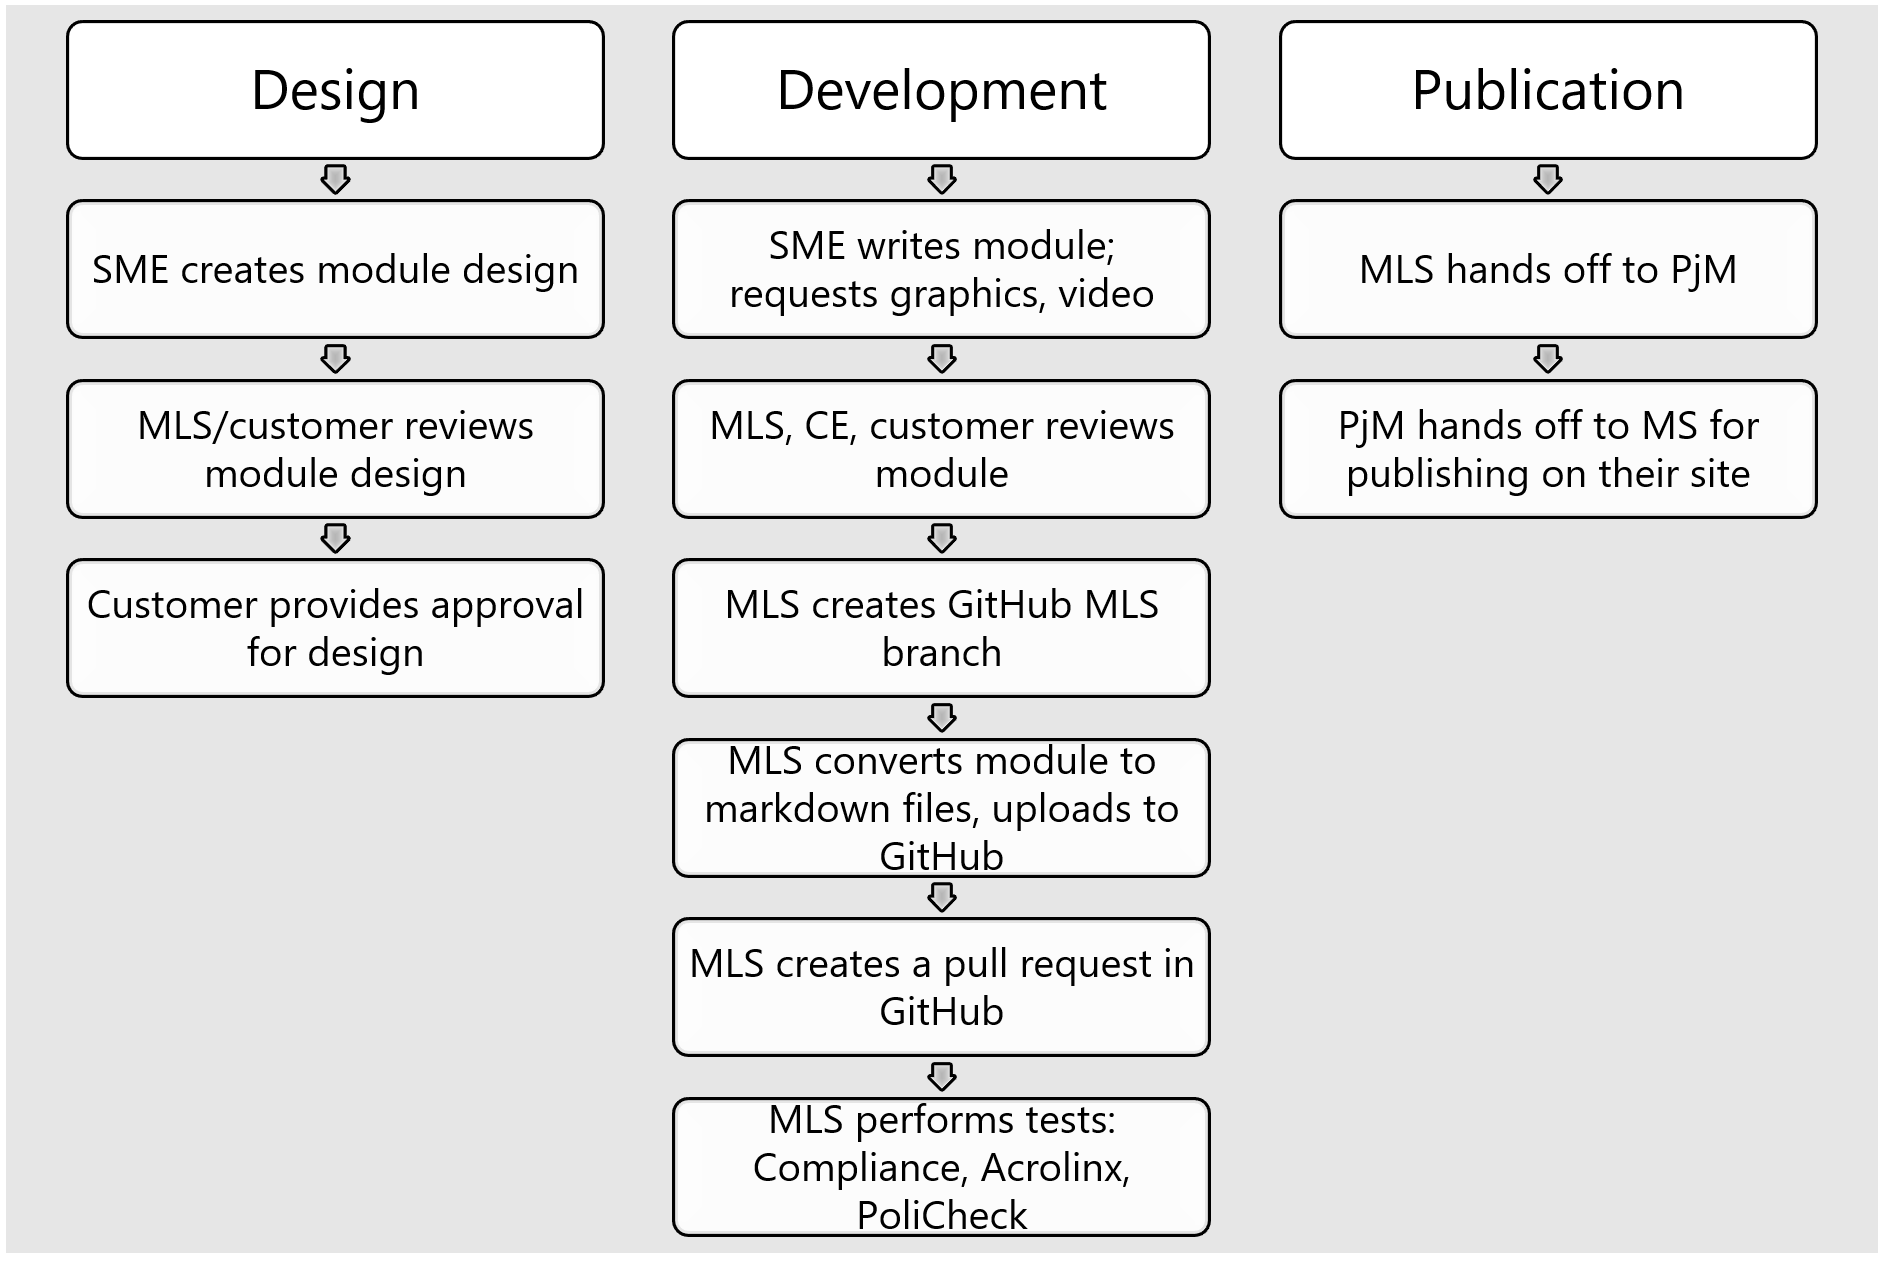 Design
SME creates module design
MLS/customer reviews
module design
Customer provides approval
for design
Development
SME writes module;
requests graphics, video
MLS, CE, customer reviews
module
MLS creates GitHub MLS
branch
MLS converts module to
markdown files, uploads to
GitHub
MLS creates a pull request in
GitHub
MLS performs tests:
Compliance, Acrolinx,
PoliCheck
Publication
MLS hands off to PjM
PjM hands off to MS for
publishing on their site